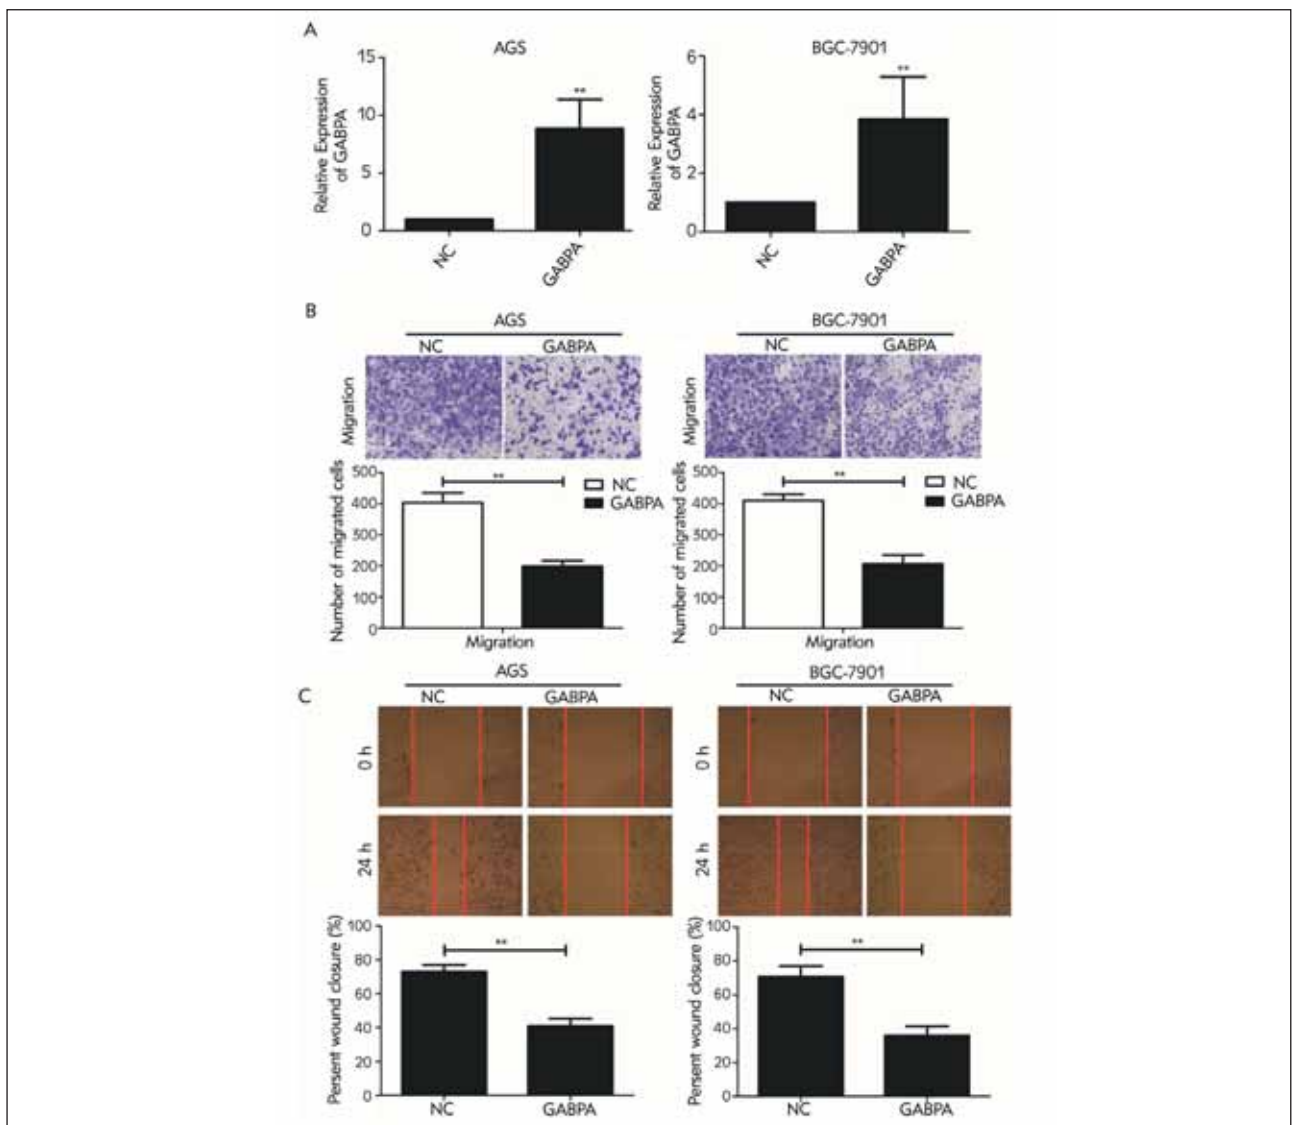 A
AGS
BGC-7901
Relative Expression
of GABPA
15
10
5
0
**
NC
GABPA
Relative Expression
of GABPA
6
4
2
0
**
NC
GABPA
B
AGS
BGC-7901
NC
GABPA
NC
GABPA
Migration
Migration
Number of migrated cells
500
400
300
200
100
0
**
NC
GABPA
Migration
Number of migrated cells
500
400
300
200
100
0
**
NC
GABPA
Migration
C
AGS
BGC-7901
NC
GABPA
NC
GABPA
0 h
0 h
24 h
24 h
Persent wound closure (%)
100
80
60
40
20
0
**
NC
GABPA
Persent wound closure (%)
100
80
60
40
20
0
**
NC
GABPA